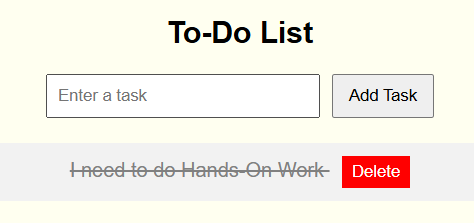 To-Do List
Enter a task Add Task
I need to do Hands-On Work Delete